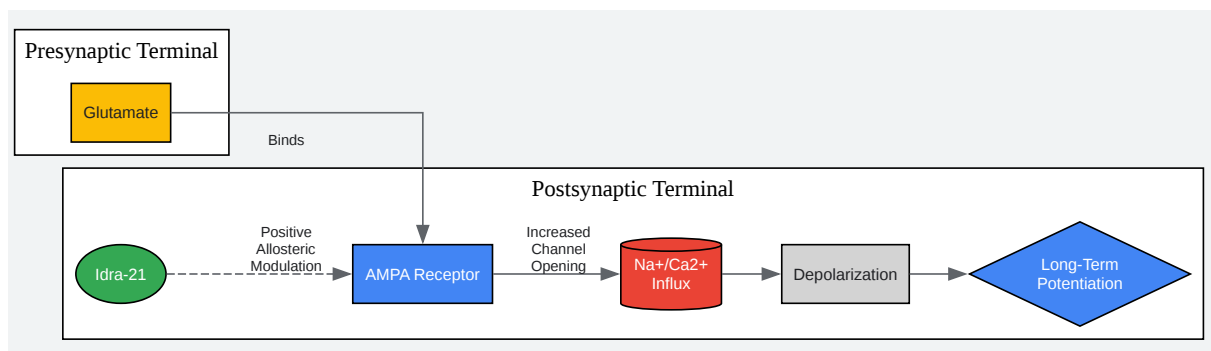 Presynaptic Terminal
Glutamate
Binds
Postsynaptic Terminal
Idra-21
Positive
Allosteric
Modulation
AMPA Receptor
Increased
Channel
Opening
Na+/Ca2+
Influx
Depolarization
Long-Term
Potentiation